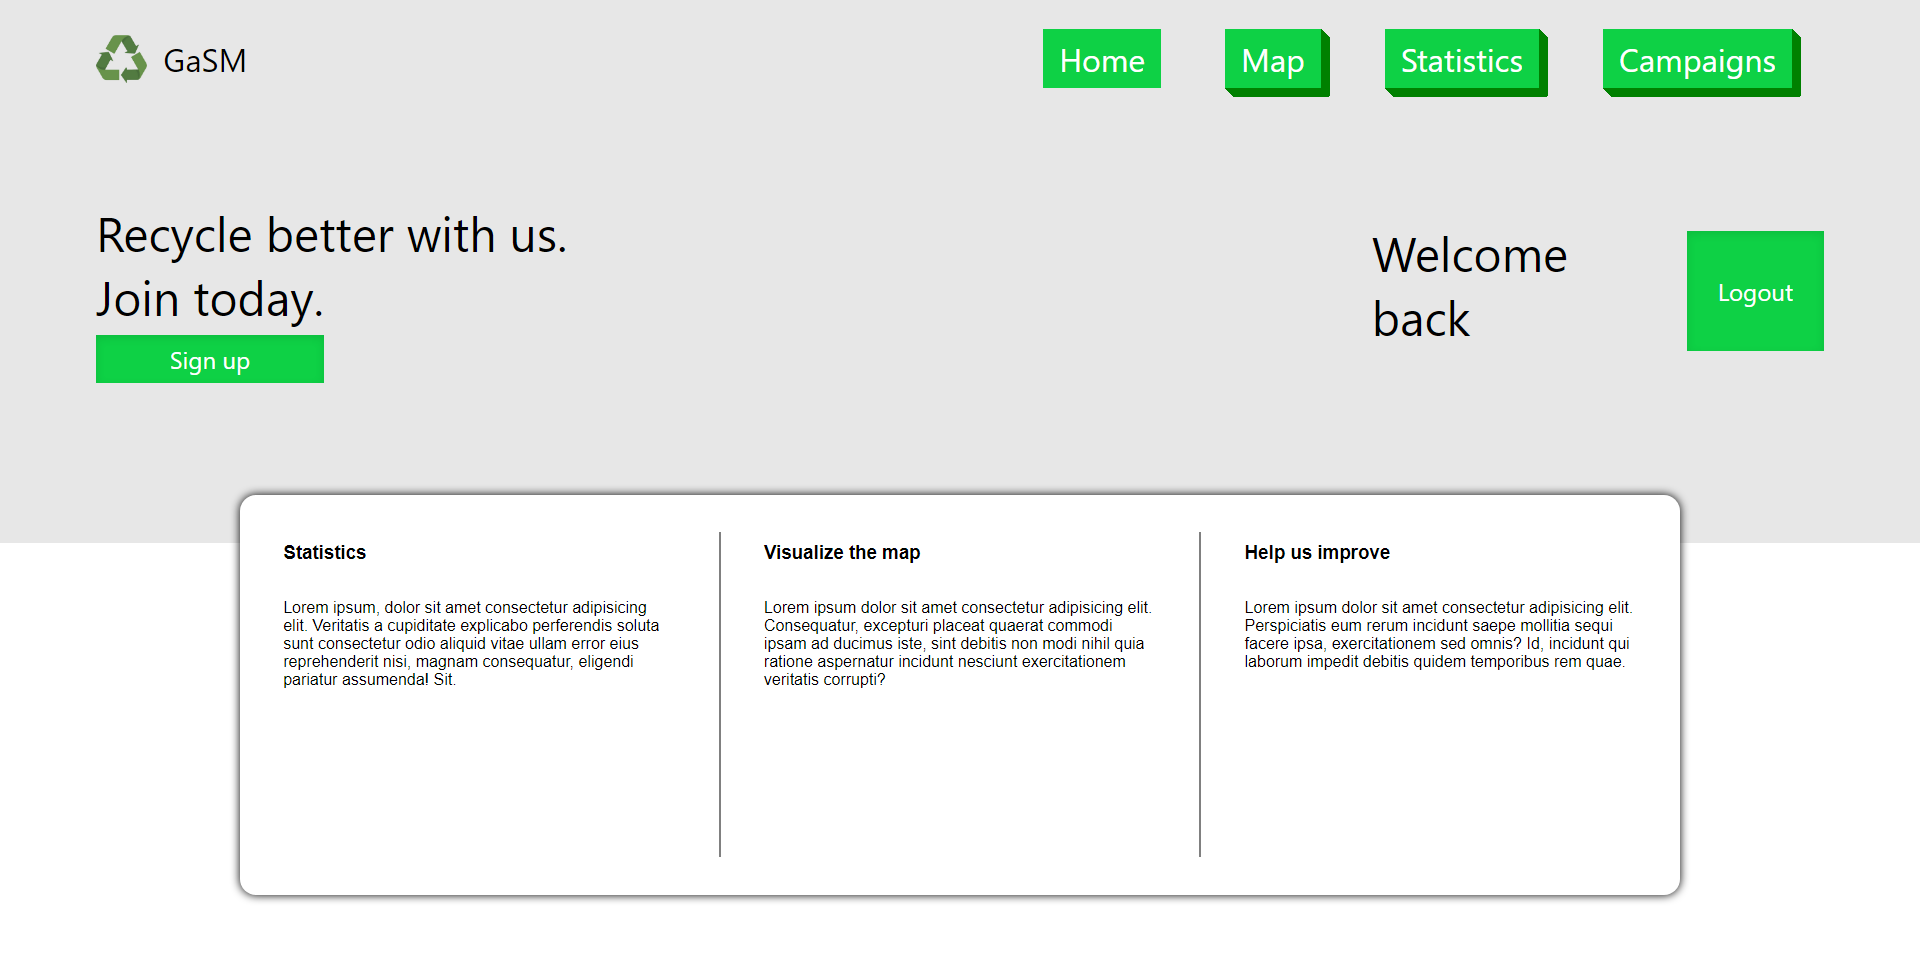 GaSM
Home
Map
Statistics
Campaigns
Recycle better with us.
Join today.
Sign up
Welcome
back
Logout
Statistics
Lorem ipsum, dolor sit amet consectetur adipisicing
elit. Veritatis a cupiditate explicabo perferendis soluta
sunt consectetur odio aliquid vitae ullam error eius
reprehenderit nisi, magnam consequatur, eligendi
pariatur assumenda! Sit.
Visualize the map
Lorem ipsum dolor sit amet consectetur adipisicing elit.
Consequatur, excepturi placeat quaerat commodi
ipsam ad ducimus iste, sint debitis non modi nihil quia
ratione aspernatur incidunt nesciunt exercitationem
veritatis corrupti?
Help us improve
Lorem ipsum dolor sit amet consectetur adipisicing elit.
Perspiciatis eum rerum incidunt saepe mollitia sequi
facere ipsa, exercitationem sed omnis? Id, incidunt qui
laborum impedit debitis quidem temporibus rem quae.